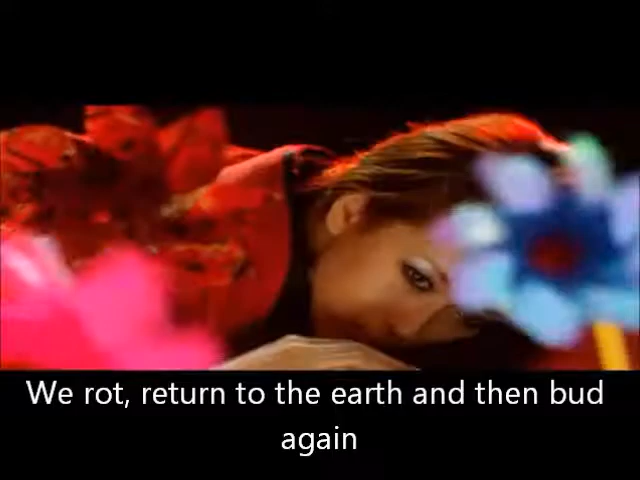 We rot, return to the earth and then bud
again